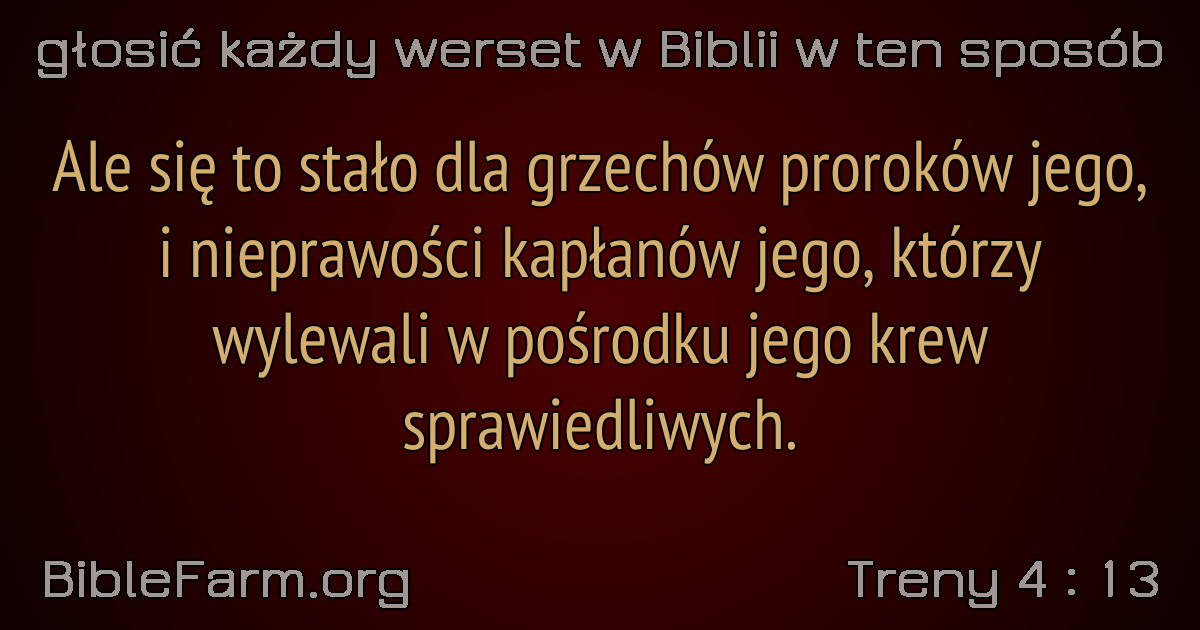 głosić każdy werset w Biblii w ten sposób
Ale się to stało dla grzechów proroków jego,
i nieprawości kapłanów jego, którzy
wylewali w pośrodku jego krew
sprawiedliwych.
BibleFarm.org
Treny 4 : 13